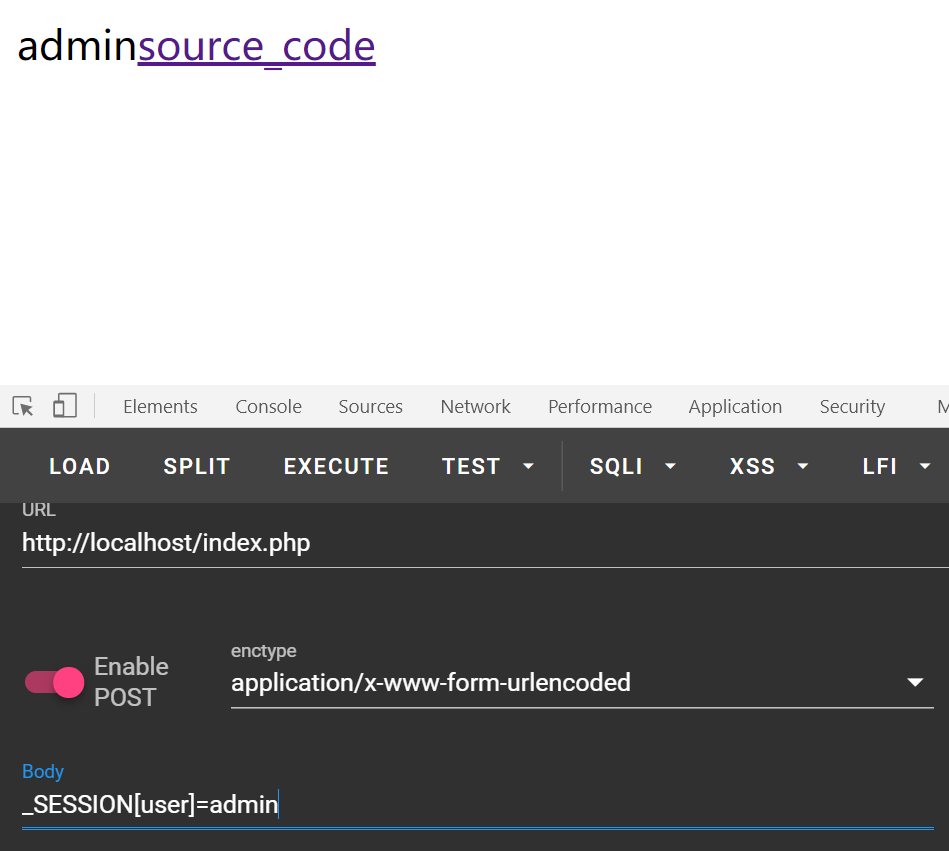 adminsource_code
Elements Console Sources Network Performance Application Security
LOAD SPLIT EXECUTE TEST SQLI XSS LFI
URL
http://localhost/index.php
enctype
Enable
POST
application/x-www-form-urlencoded
Body
_SESSION[user]=admin